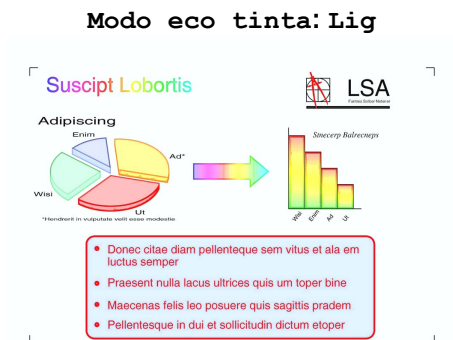 Modo eco tinta: Lig
Suscipt Lobortis
LSA
Adipiscing
Enim
Ad*
Wisi
Ut
*Hendrerit in vulputate velit esse modestie
Smecerp Balrecneps
Wisi Enim Ad Ut
Donec citae diam pellenteque sem vitus et ala em
luctus semper
Praesent nulla lacus ultrices quis um toper bine
Maecenas felis leo posuere quis sagittis pradem
Pellentesque in dui et sollicitudin dictum etoper